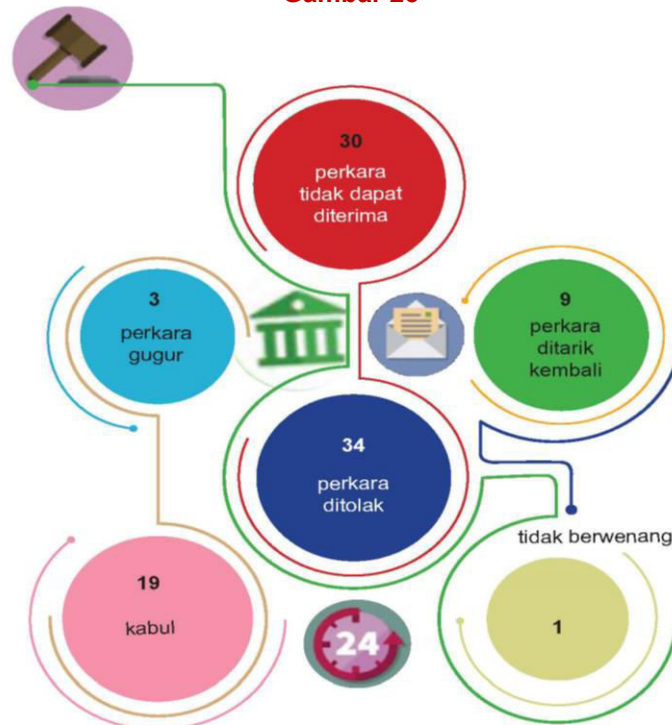 30
perkara
tidak dapat
diterima
3
perkara
gugur
9
perkara
ditarik
kembali
34
perkara
ditolak
tidak berwenang
19
kabul
24
1